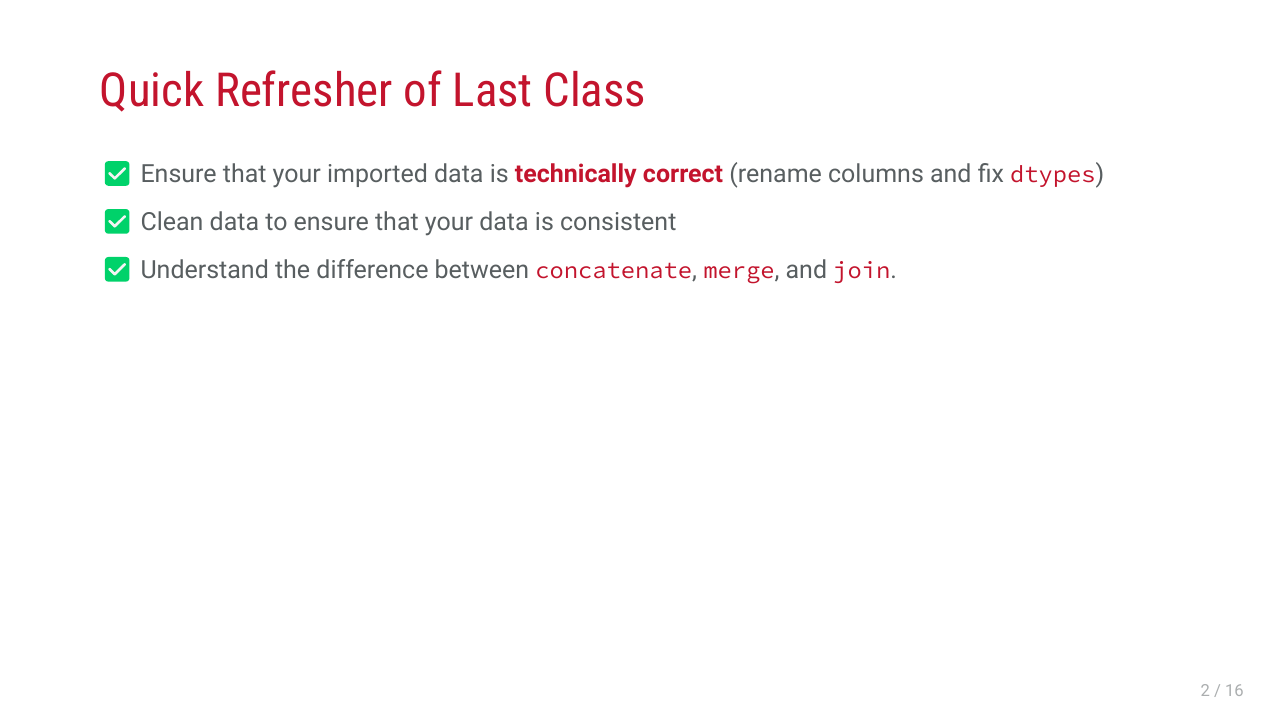 Quick Refresher of Last Class
✅ Ensure that your imported data is technically correct (rename columns and fix dtypes)
✅ Clean data to ensure that your data is consistent
✅ Understand the difference between concatenate, merge, and join.
2 / 16